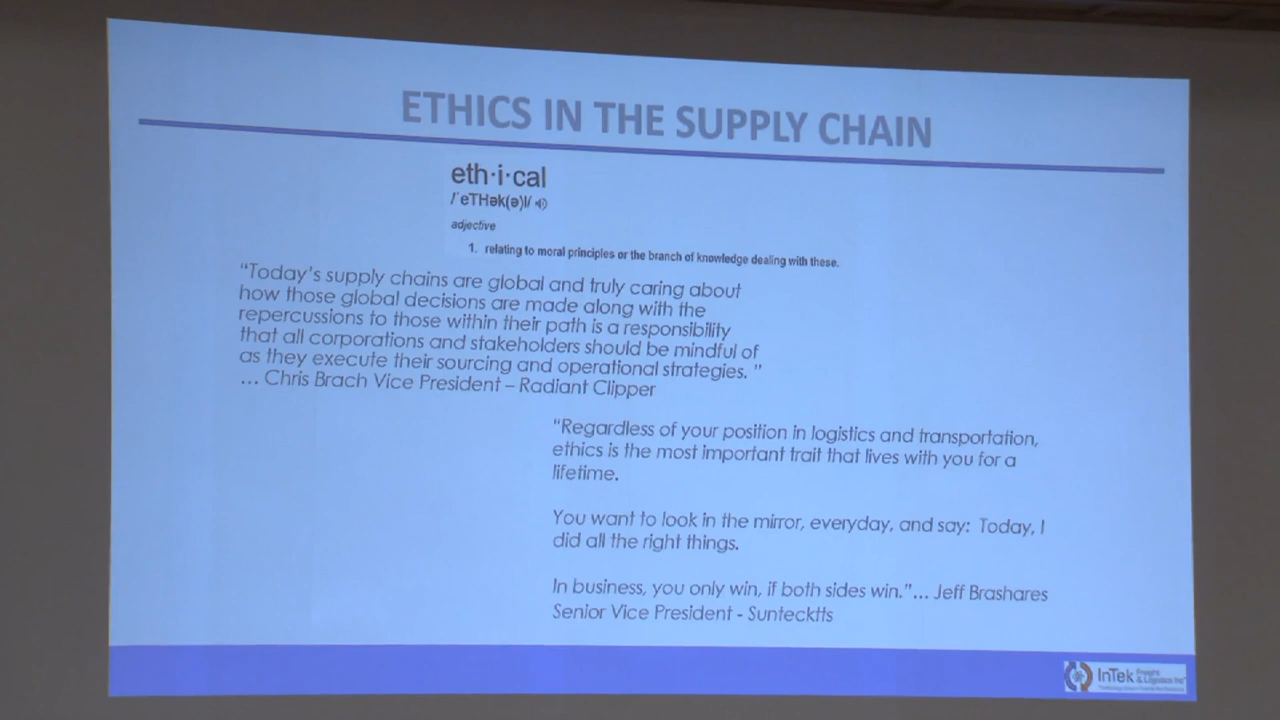 ETHICS IN THE SUPPLY CHAIN
eth·i·cal
/ˈeTHək(ə)l/
adjective
1. relating to moral principles or the branch of knowledge dealing with these.
“Today’s supply chains are global and truly caring about
how those global decisions are made along with the
repercussions to those within their path is a responsibility
that all corporations and stakeholders should be mindful of
as they execute their sourcing and operational strategies. ”
… Chris Brach Vice President – Radiant Clipper
“Regardless of your position in logistics and transportation,
ethics is the most important trait that lives with you for a
lifetime.
You want to look in the mirror, everyday, and say: Today, I
did all the right things.
In business, you only win, if both sides win.”… Jeff Brashares
Senior Vice President - Suntecktts
InTek Freight
& Logistics Inc